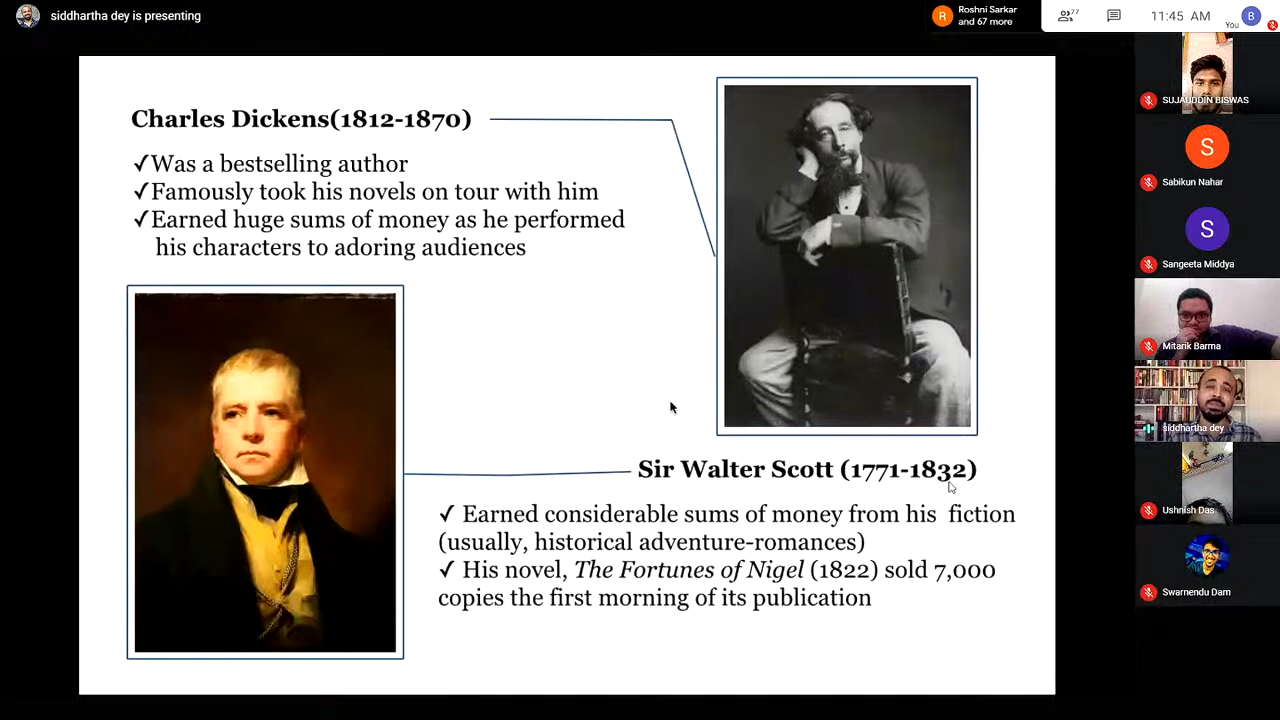 siddhartha dey is presenting
Roshni Sarkar
and 67 more
77
11:45 AM
You
R
B
Charles Dickens(1812-1870)
✓Was a bestselling author
✓Famously took his novels on tour with him
✓Earned huge sums of money as he performed
his characters to adoring audiences
Sir Walter Scott (1771-1832)
✓ Earned considerable sums of money from his fiction
(usually, historical adventure-romances)
✓ His novel, The Fortunes of Nigel (1822) sold 7,000
copies the first morning of its publication
SUJAUDDIN BISWAS
S
Sabikun Nahar
S
Sangeeta Middya
Mitarik Barma
siddhartha dey
Ushnish Das
Swarnendu Dam